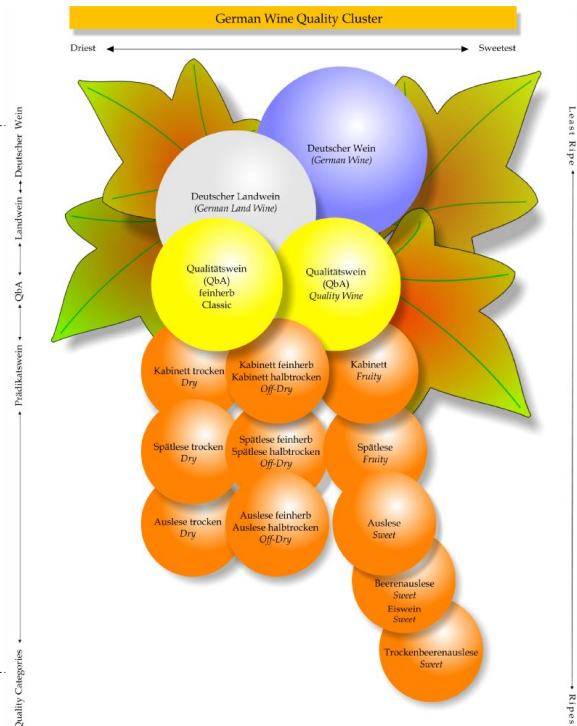 German Wine Quality Cluster
Driest
Sweetest
Deutscher Wein
(German Wine)
Deutscher Landwein
(German Land Wine)
Qualitätswein
(QbA)
feinherb
Classic
Qualitätswein
(QbA)
Quality Wine
Kabinett trocken
Dry
Kabinett feinherb
Kabinett halbtrocken
Off-Dry
Kabinett
Fruity
Spätlese trocken
Dry
Spätlese feinherb
Spätlese halbtrocken
Off-Dry
Spätlese
Fruity
Auslese trocken
Dry
Auslese feinherb
Auslese halbtrocken
Off-Dry
Auslese
Sweet
Beerenauslese
Sweet
Eiswein
Sweet
Trockenbeerenauslese
Sweet
Quality Categories
Prädikatswein
QbA
Landwein
Deutscher Wein
Least Ripe
Ripes